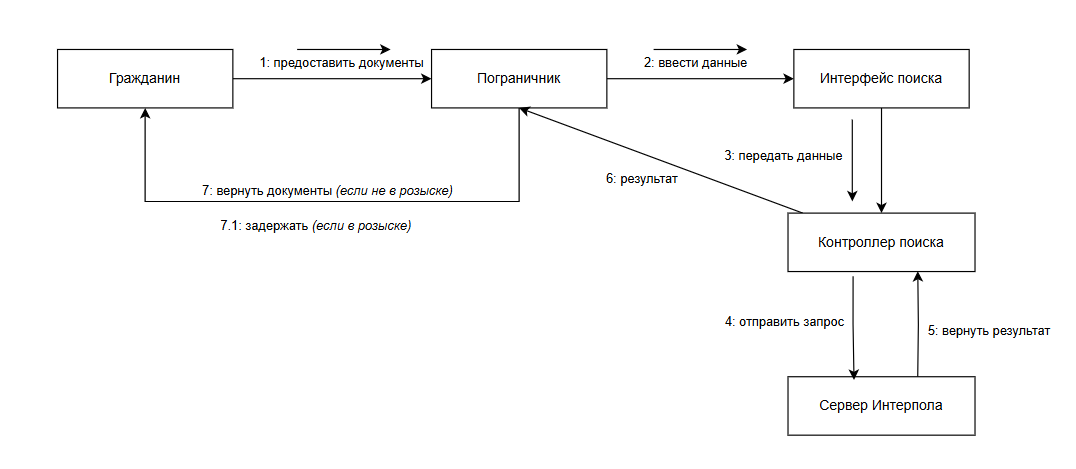 Гражданин
1: предоставить документы
Пограничник
2: ввести данные
Интерфейс поиска
3: передать данные
6: результат
7: вернуть документы (если не в розыске)
7.1: задержать (если в розыске)
Контроллер поиска
4: отправить запрос
5: вернуть результат
Сервер Интерпола